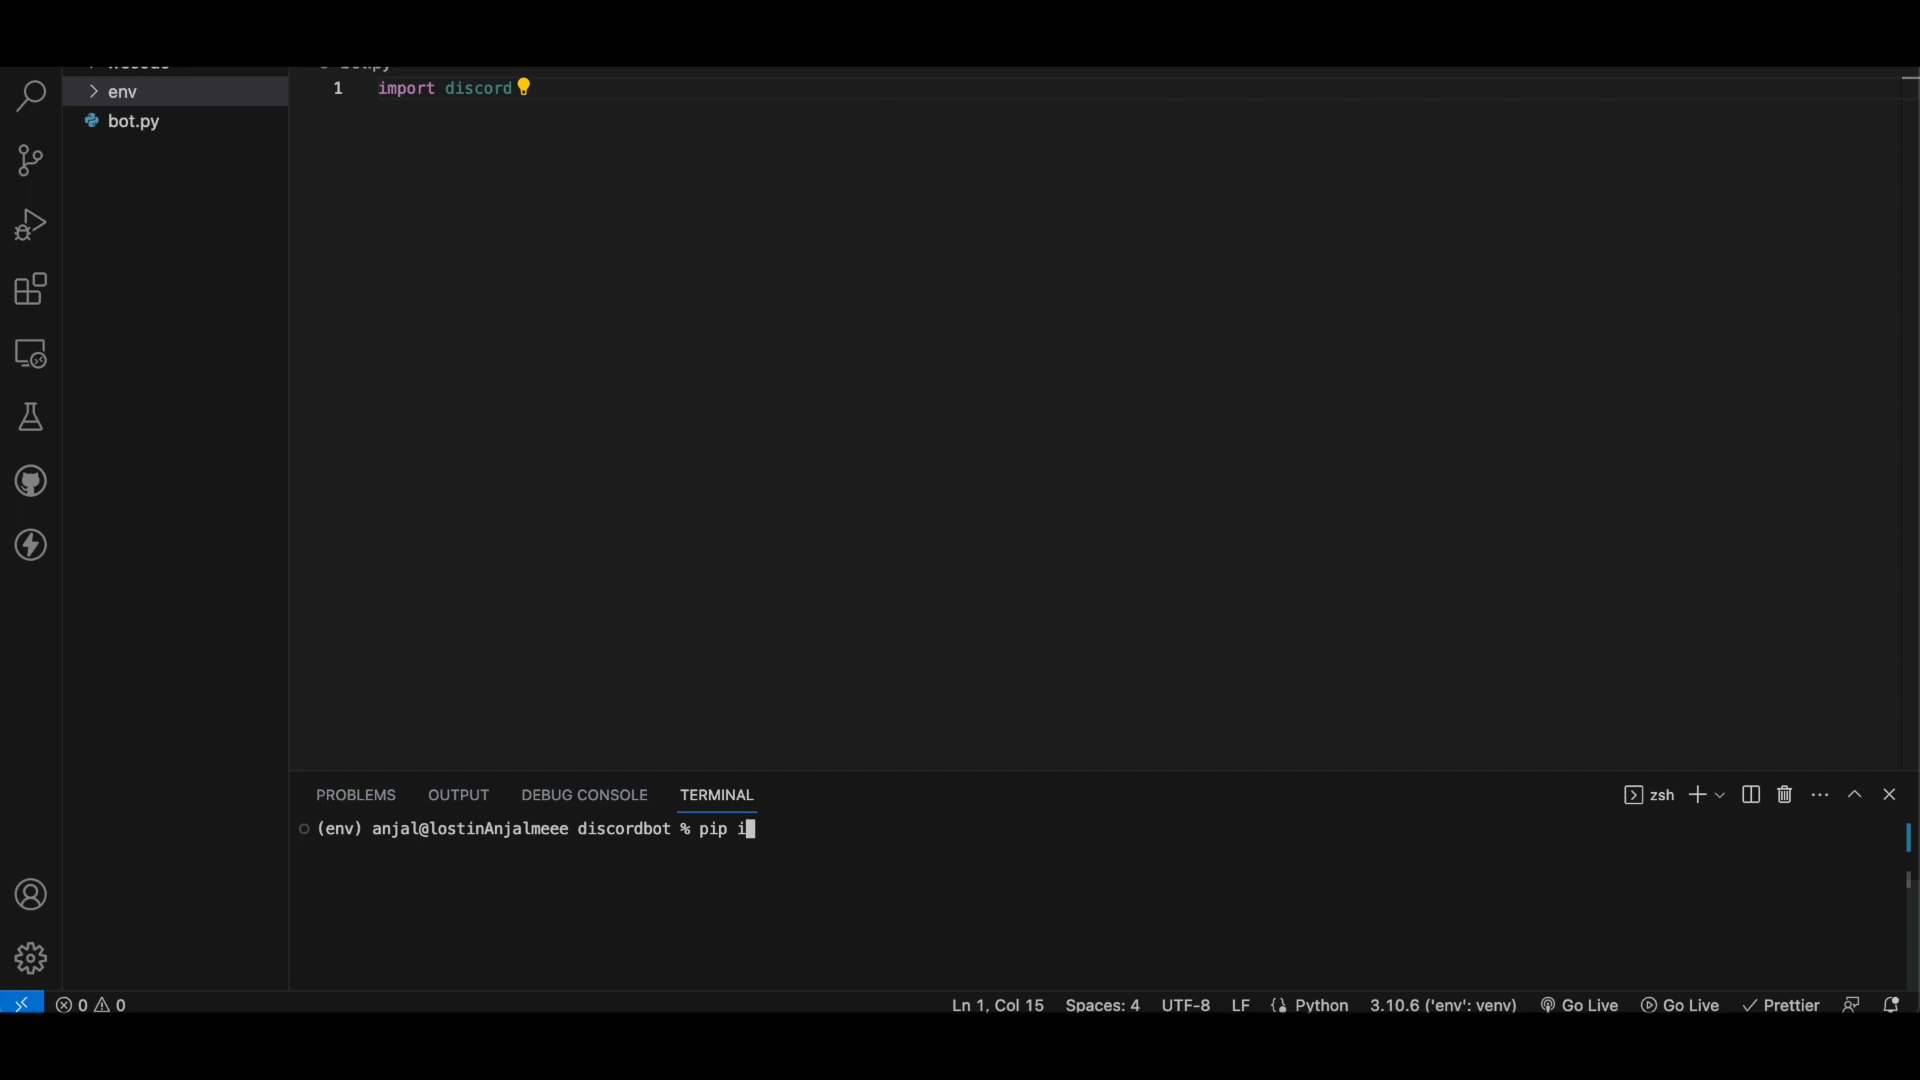 env
bot.py
1 import discord
PROBLEMS OUTPUT DEBUG CONSOLE TERMINAL
zsh
(env) anjal@lostinAnjalmeee discordbot % pip i
0 0
Ln 1, Col 15 Spaces: 4 UTF-8 LF Python 3.10.6 ('env': venv) Go Live Go Live Prettier